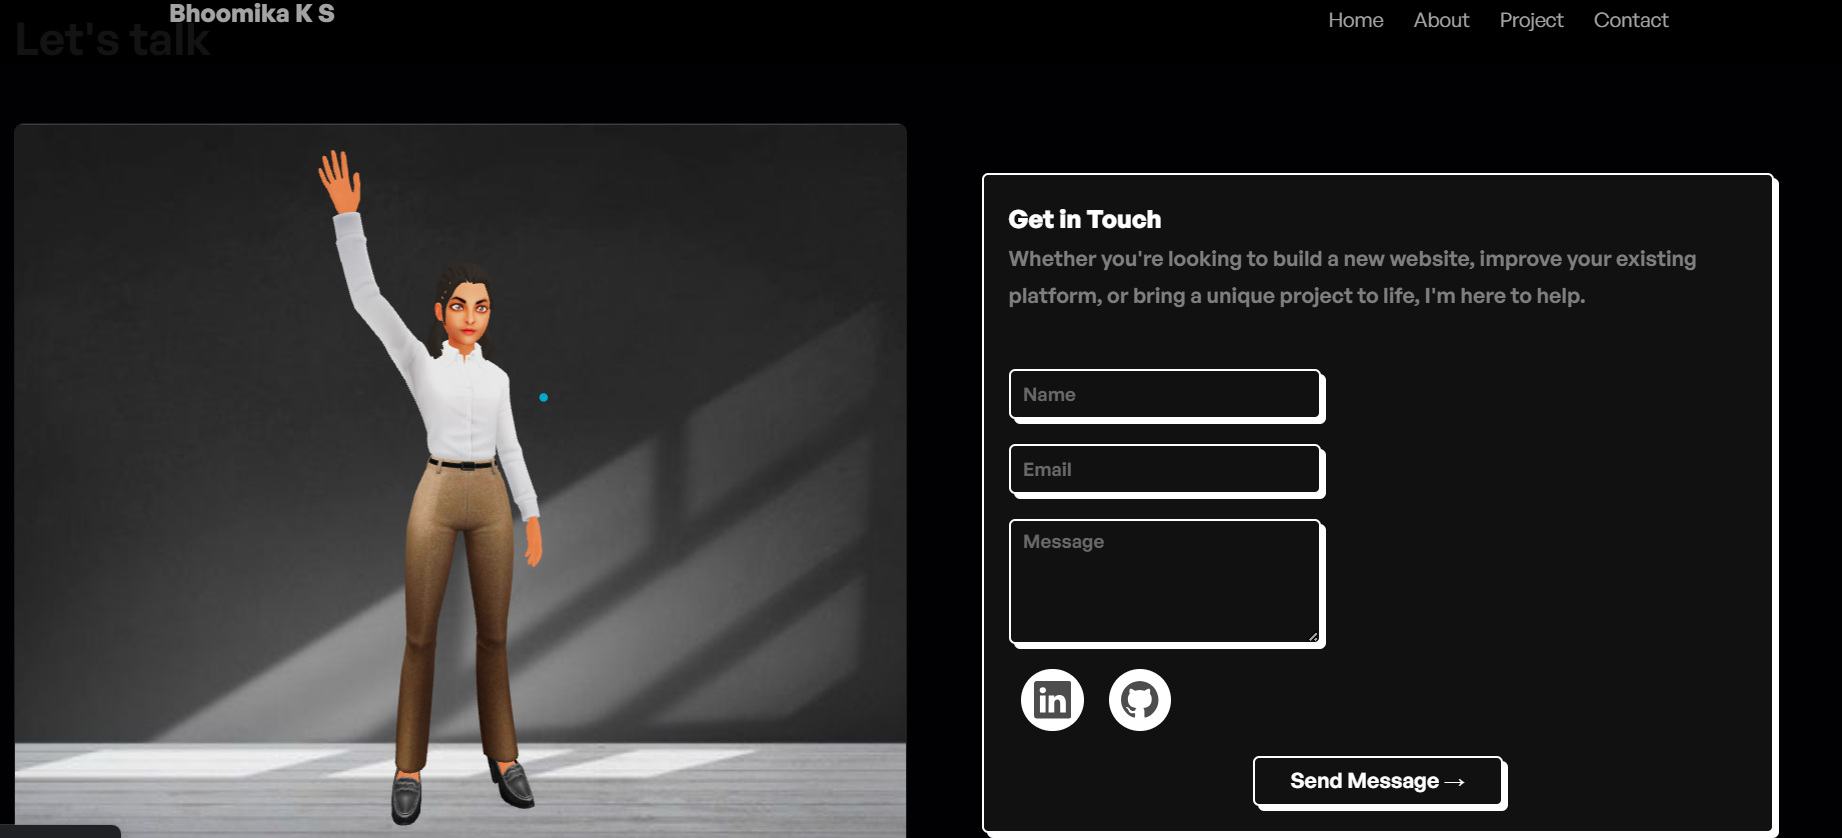 Bhoomika K S
Home About Project Contact
Let's talk
Get in Touch
Whether you're looking to build a new website, improve your existing
platform, or bring a unique project to life, I'm here to help.
Name
Email
Message
in
Send Message →